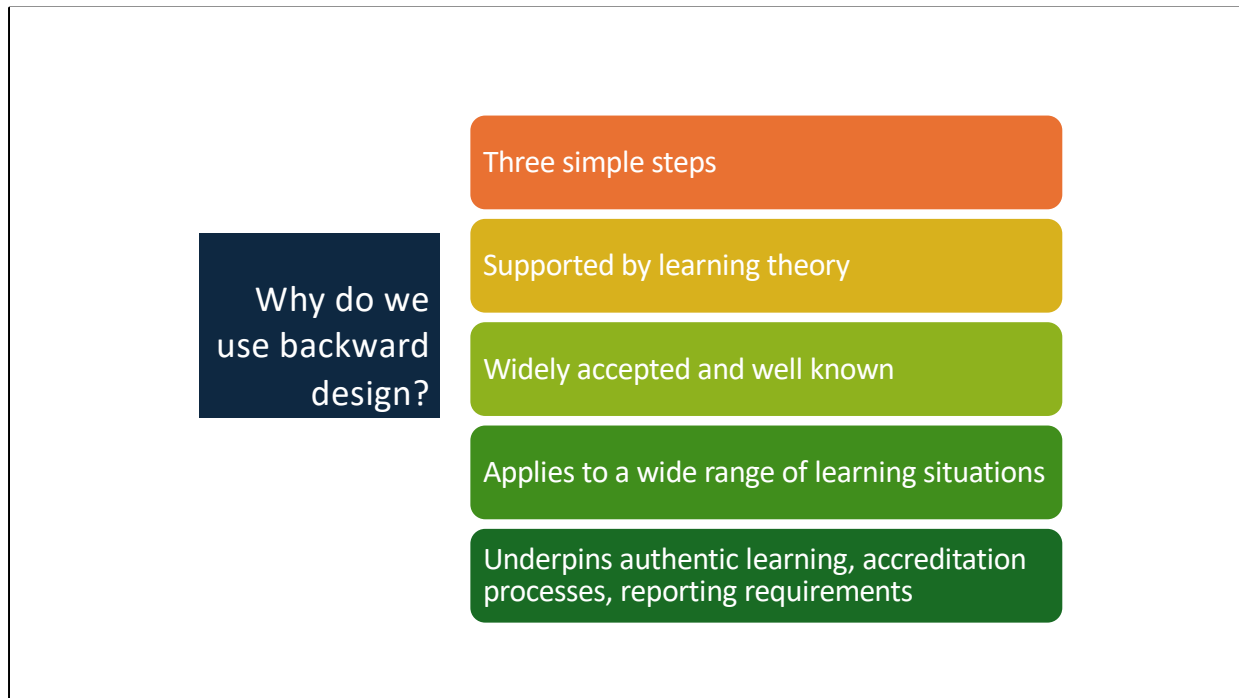 Why do we
use backward
design?
Three simple steps
Supported by learning theory
Widely accepted and well known
Applies to a wide range of learning situations
Underpins authentic learning, accreditation
processes, reporting requirements